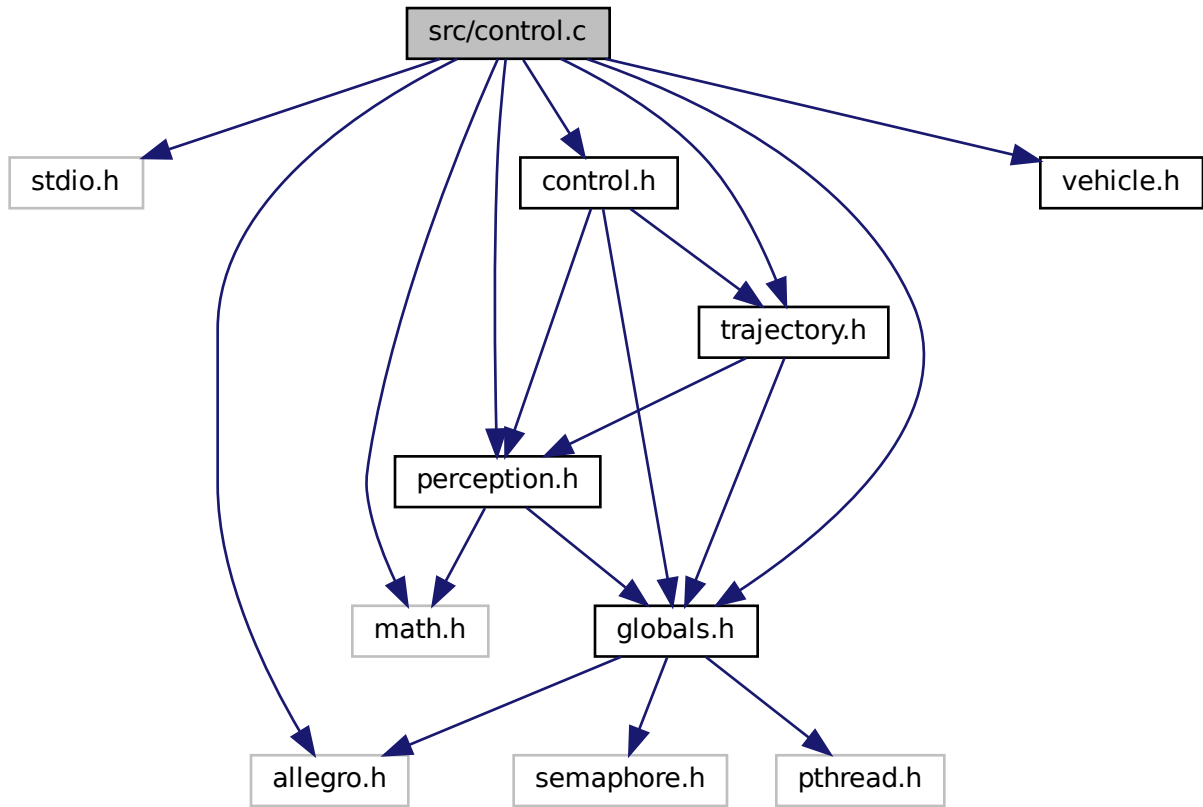 src/control.c
stdio.h
control.h
vehicle.h
trajectory.h
perception.h
math.h
globals.h
allegro.h
semaphore.h
pthread.h